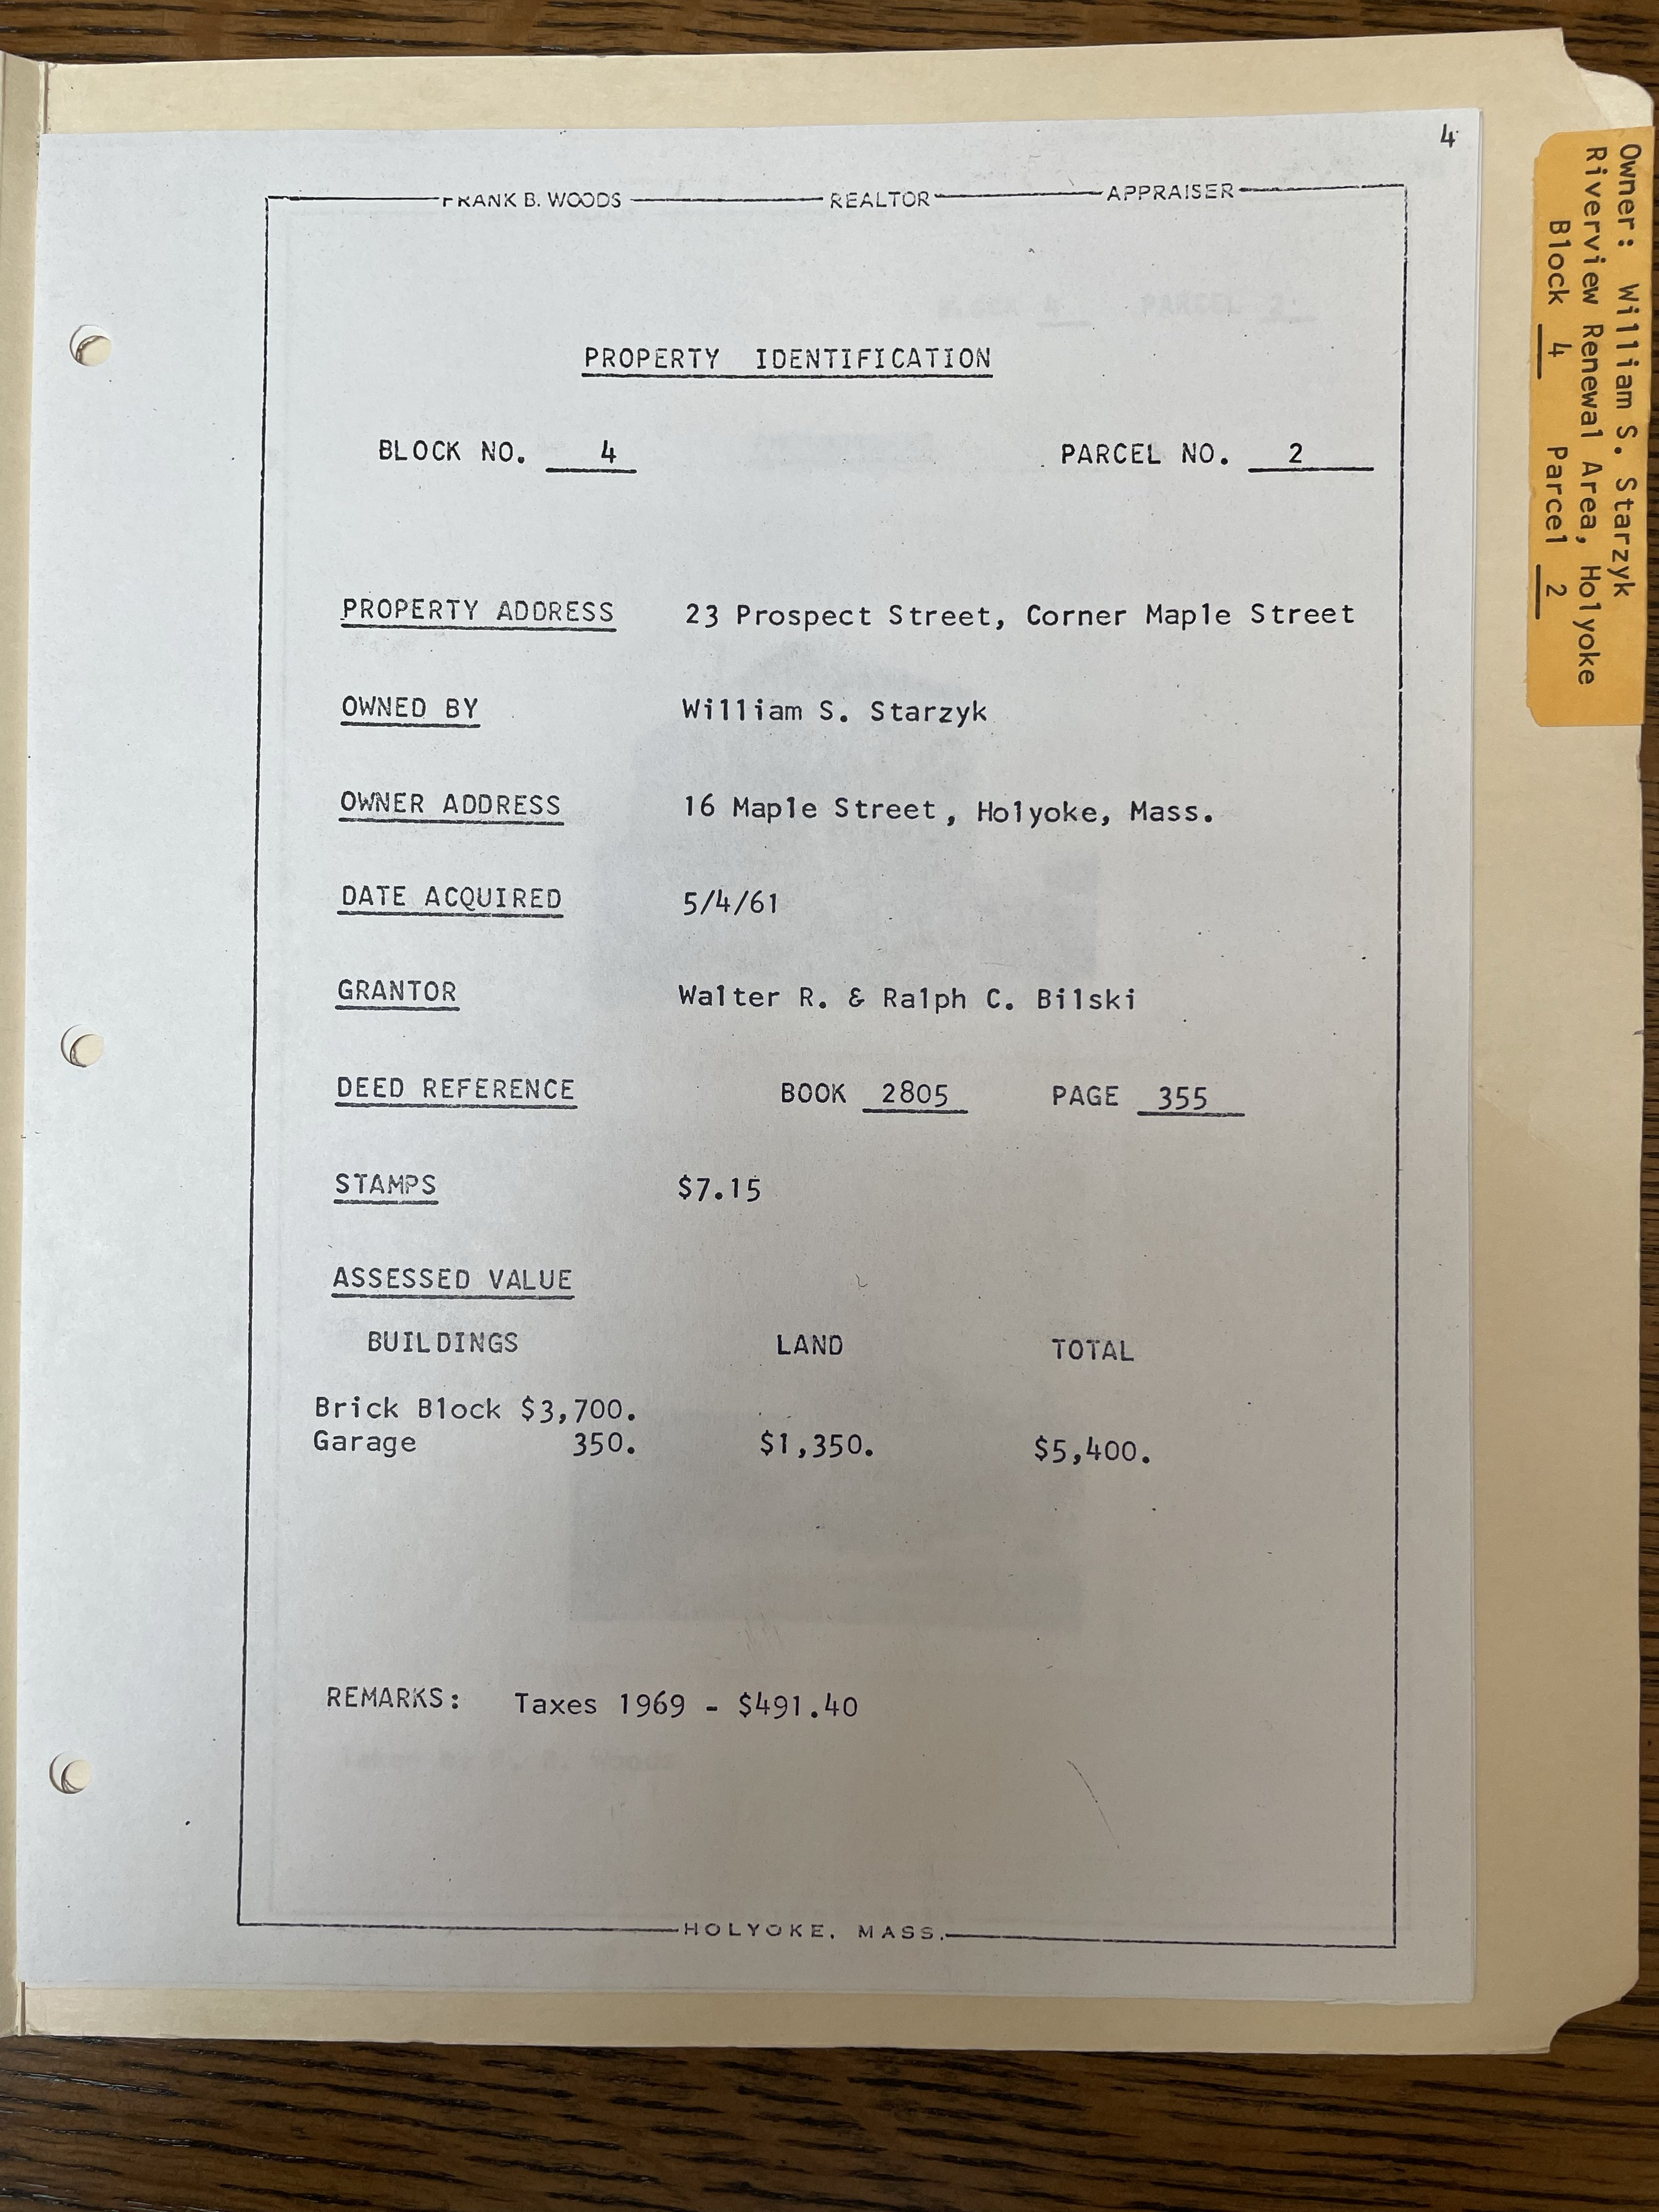 4
FRANK B. WOODS REALTOR APPRAISER
PROPERTY IDENTIFICATION
BLOCK NO. 4 PARCEL NO. 2
PROPERTY ADDRESS 23 Prospect Street, Corner Maple Street
OWNED BY William S. Starzyk
OWNER ADDRESS 16 Maple Street, Holyoke, Mass.
DATE ACQUIRED 5/4/61
GRANTOR Walter R. & Ralph C. Bilski
DEED REFERENCE BOOK 2805 PAGE 355
STAMPS $7.15
ASSESSED VALUE
BUILDINGS LAND TOTAL
Brick Block $3,700.
Garage 350. $1,350. $5,400.
REMARKS: Taxes 1969 - $491.40
HOLYOKE, MASS.
Owner: William S. Starzyk
Riverview Renewal Area, Holyoke
Block 4 Parcel 2